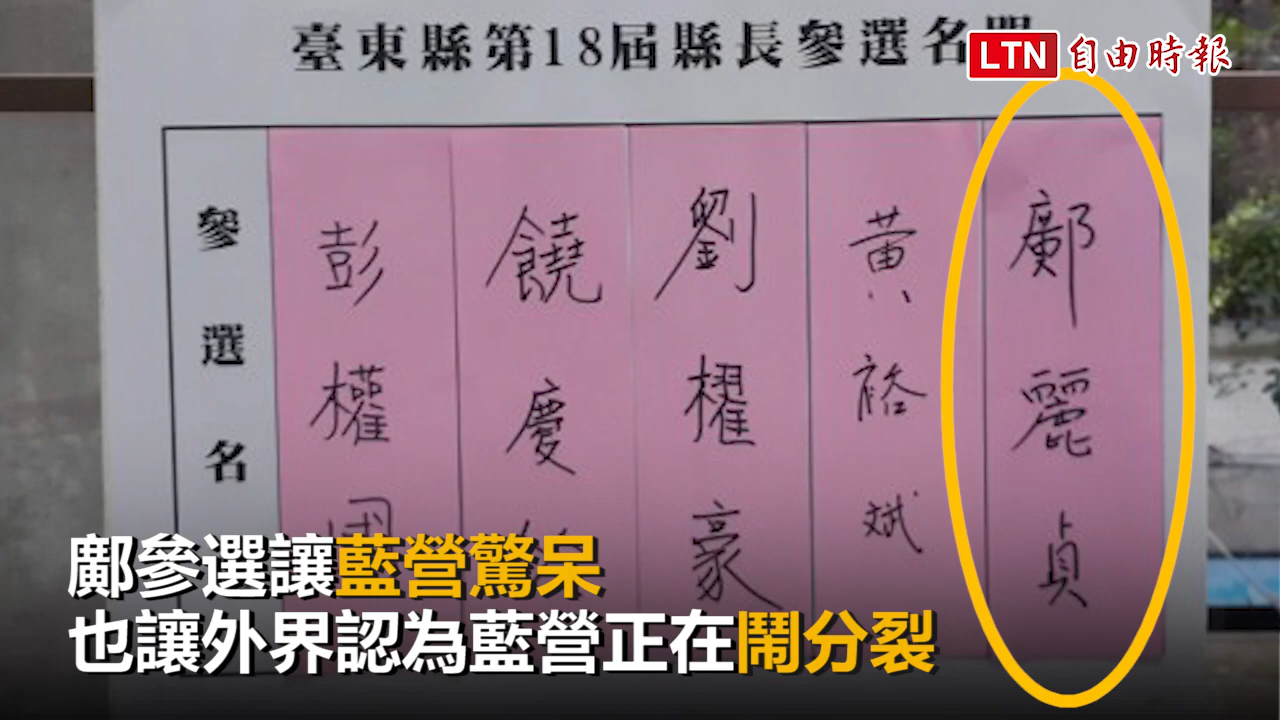 臺東縣第18屆縣長參選名
LTN 自由時報
參選名
彭權國
饒慶
劉櫂豪
黃裕斌
鄺麗貞
鄺參選讓藍營驚呆
也讓外界認為藍營正在鬧分裂